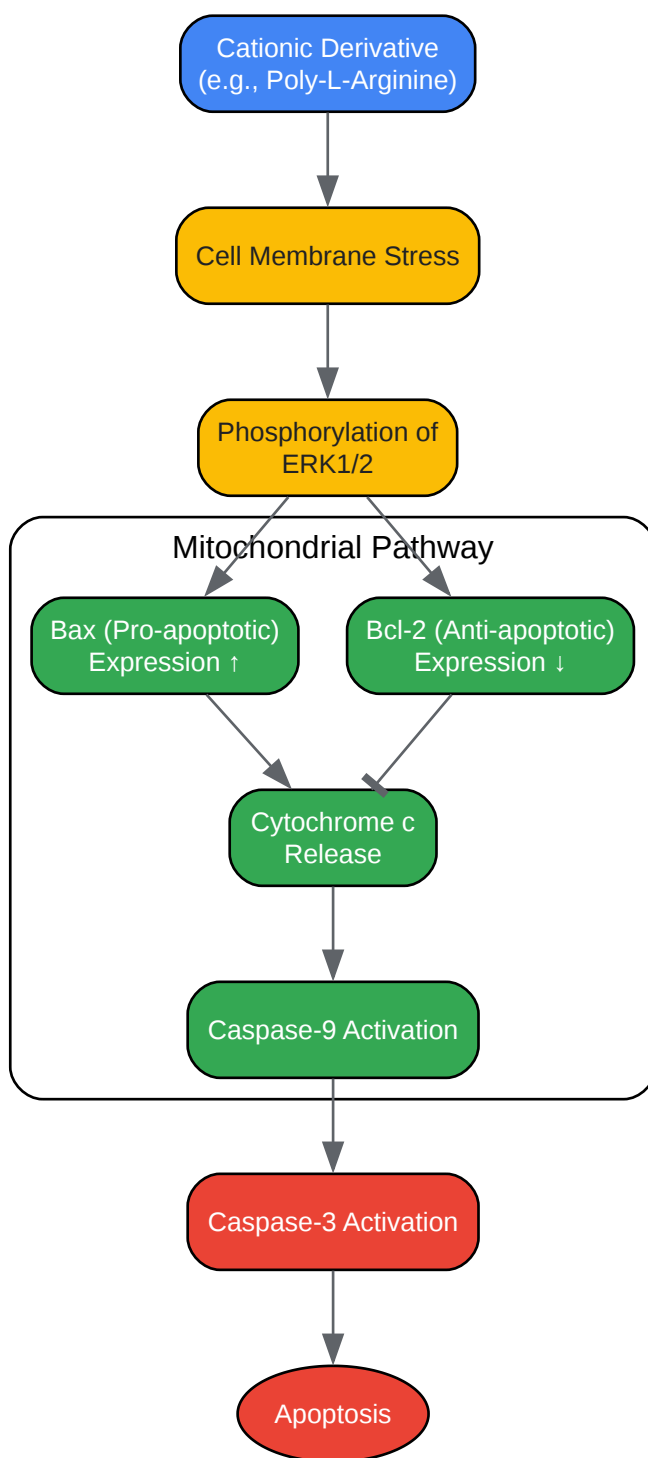 Cationic Derivative
(e.g., Poly-L-Arginine)
Cell Membrane Stress
Phosphorylation of
ERK1/2
Mitochondrial Pathway
Bax (Pro-apoptotic)
Expression ↑
Bcl-2 (Anti-apoptotic)
Expression ↓
Cytochrome c
Release
Caspase-9 Activation
Caspase-3 Activation
Apoptosis